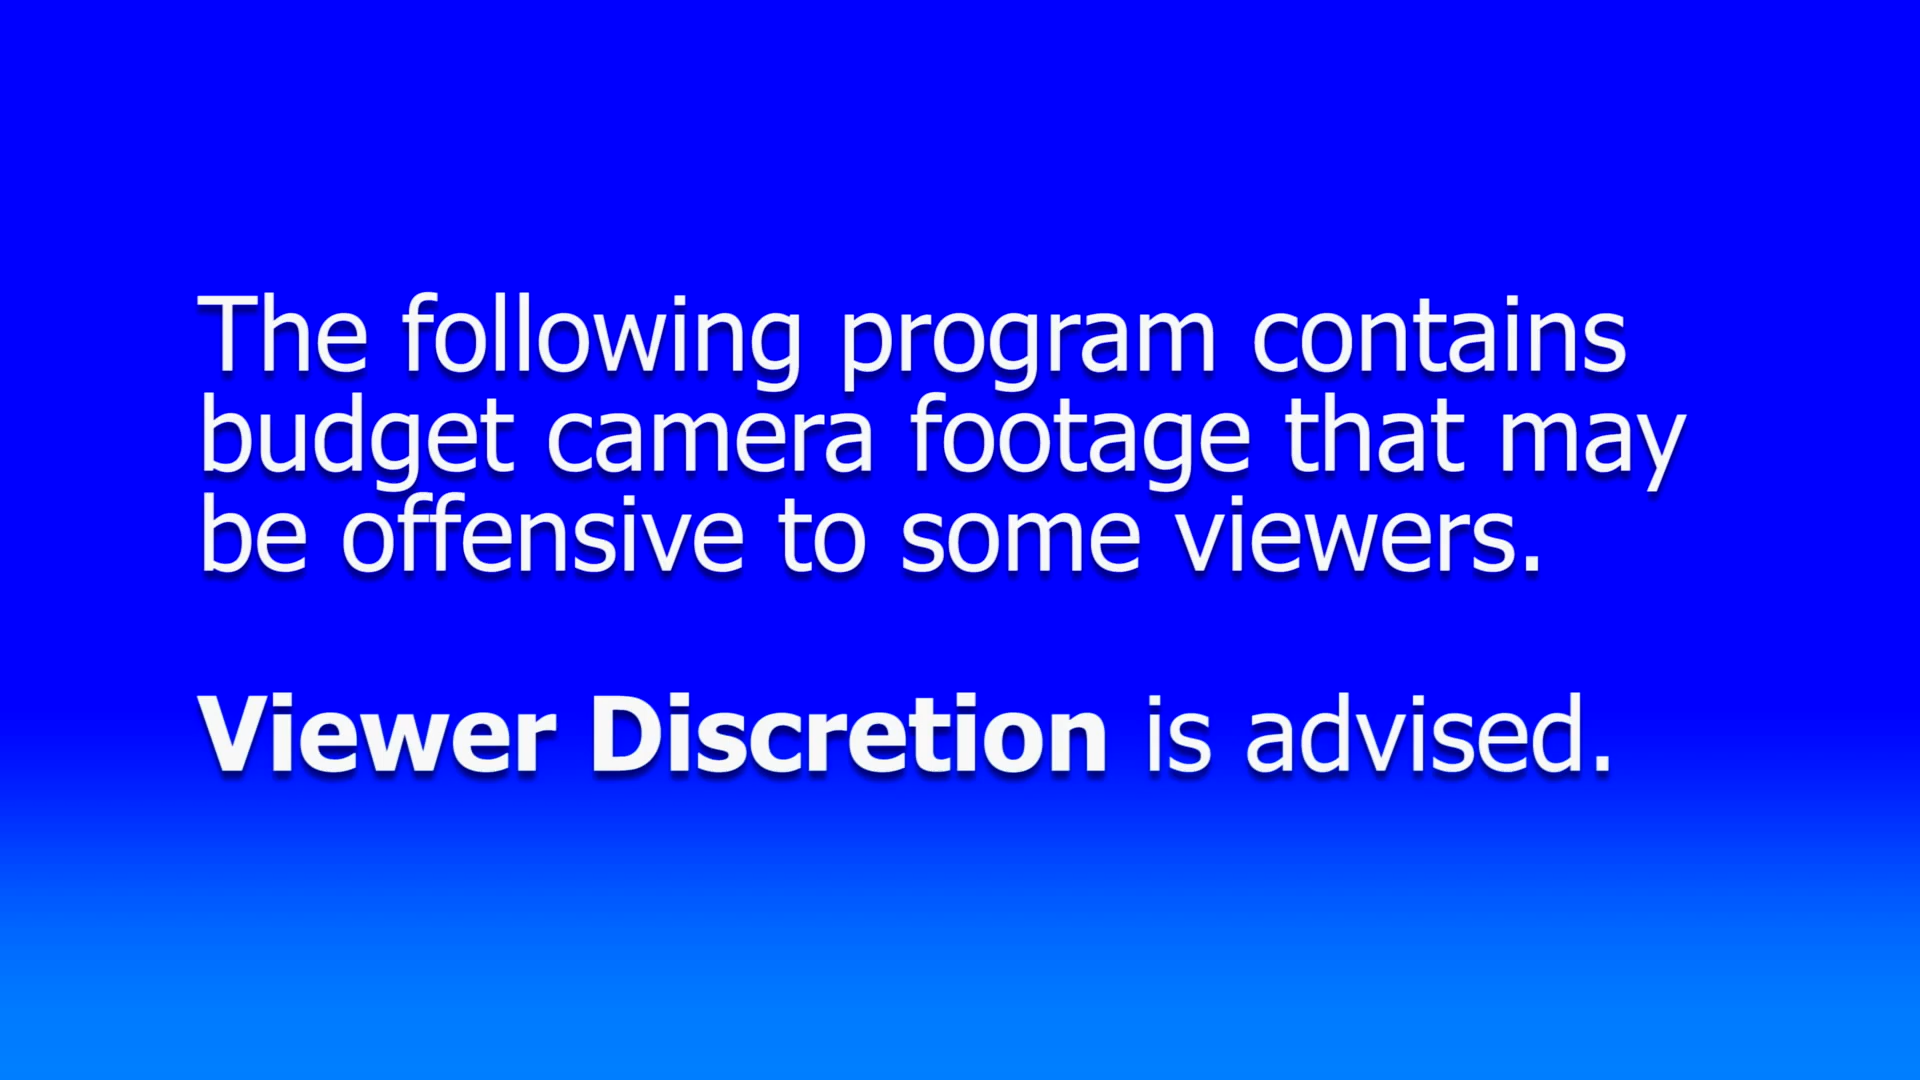 The following program contains
budget camera footage that may
be offensive to some viewers.
Viewer Discretion is advised.